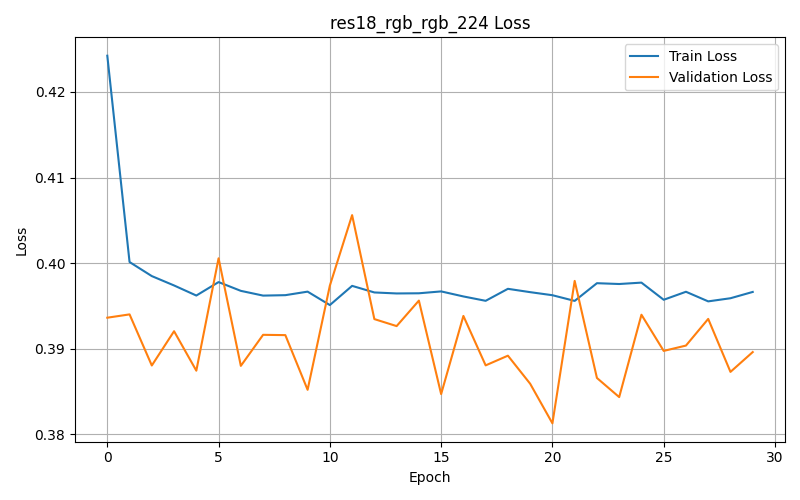 res18_rgb_rgb_224 Loss
Train Loss
Validation Loss
0.42
0.41
0.40
0.39
0.38
Loss
0 5 10 15 20 25 30
Epoch